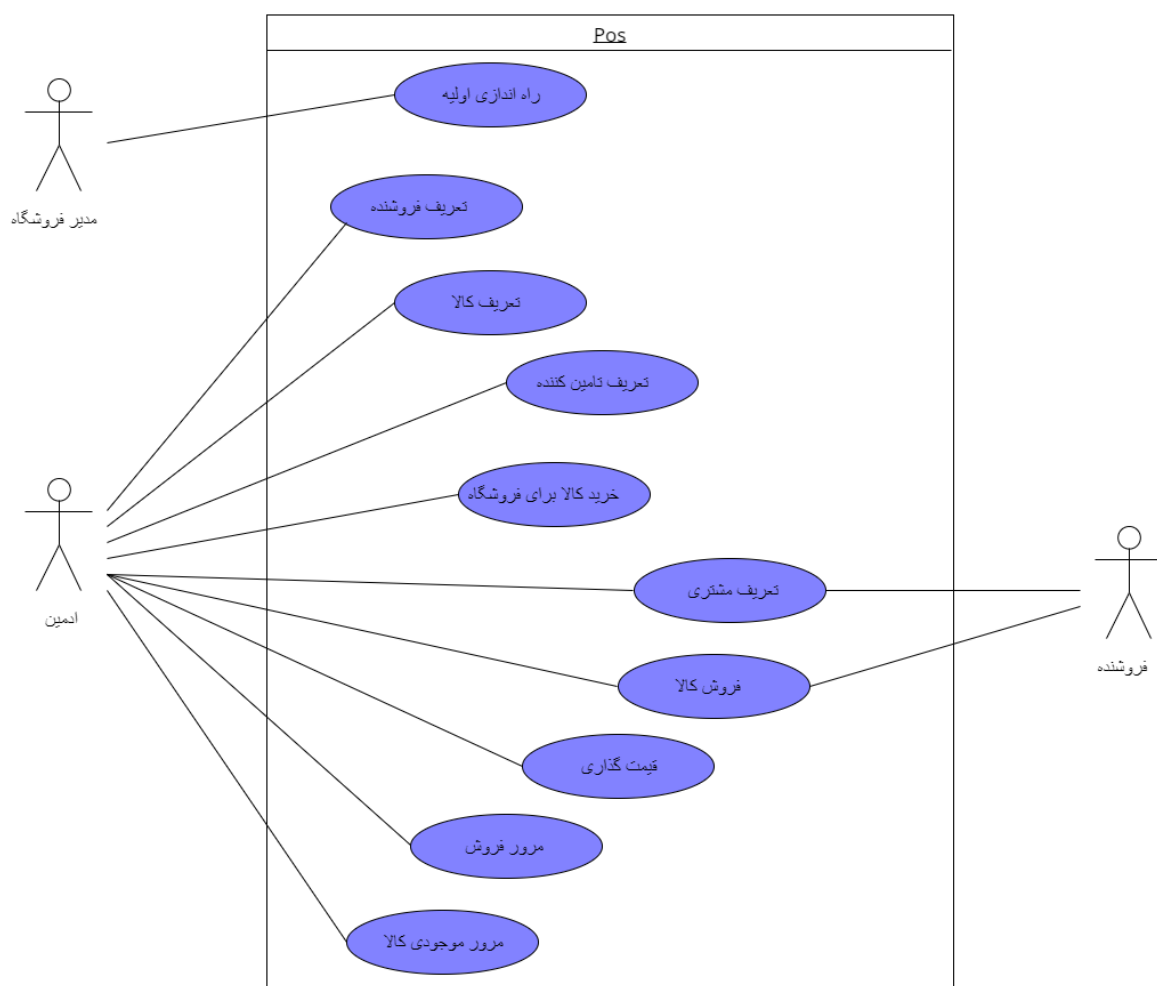 Pos
راه اندازی اولیه
مدیر فروشگاه
تعریف فروشنده
تعریف کالا
تعریف تامین کننده
خرید کالا برای فروشگاه
تعریف مشتری
ادمین
فروشنده
فروش کالا
قیمت گذاری
مرور فروش
مرور موجودی کالا